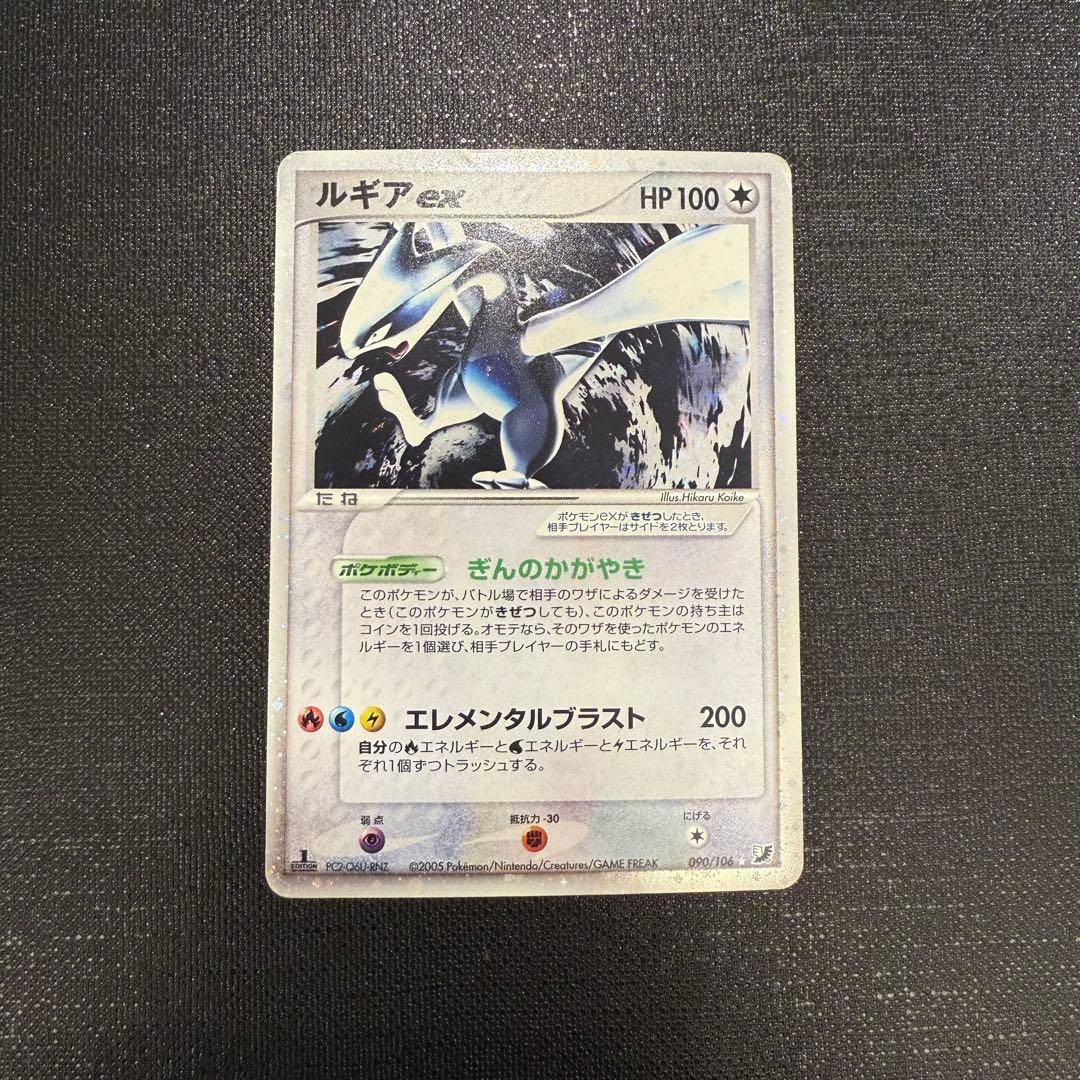 ルギアex HP100
たね Illus.Hikaru Koike
ポケモンexがきぜつしたとき、
相手プレイヤーはサイドを2枚とります。
ポケボディー ぎんのかがやき
このポケモンが、バトル場で相手のワザによるダメージを受けた
とき(このポケモンがきぜつしても)、このポケモンの持ち主は
コインを1回投げる。オモテなら、そのワザを使ったポケモンのエネ
ルギーを1個選び、相手プレイヤーの手札にもどす。
エレメンタルブラスト 200
自分のエネルギーとエネルギーとエネルギーを、それ
ぞれ1個ずつトラッシュする。
弱点 抵抗力 -30 にげる
1 EDITION PC2-Q6U-RNZ ©2005 Pokémon/Nintendo/Creatures/GAME FREAK 090/106